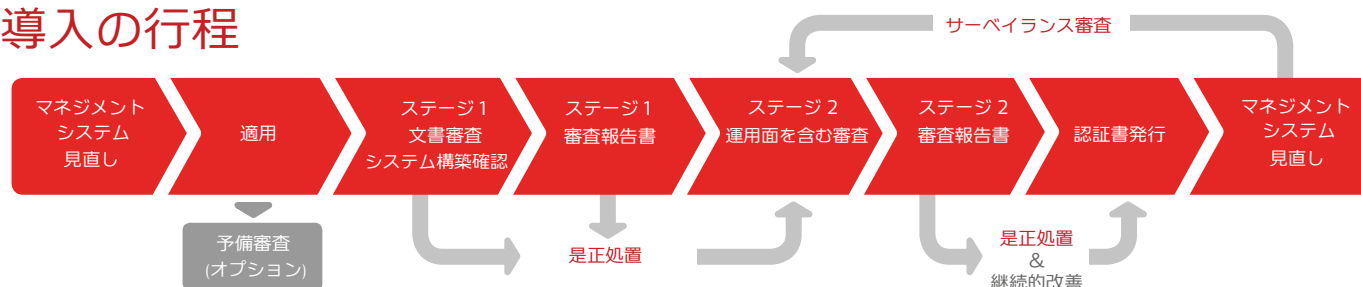 導入の行程
サーベイランス審査
マネジメント
システム
見直し
適用
ステージ1
文書審査
システム構築確認
ステージ1
審査報告書
ステージ2
運用面を含む審査
ステージ2
審査報告書
認証書発行
マネジメント
システム
見直し
予備審査
(オプション)
是正処置
是正処置
&
継続的改善